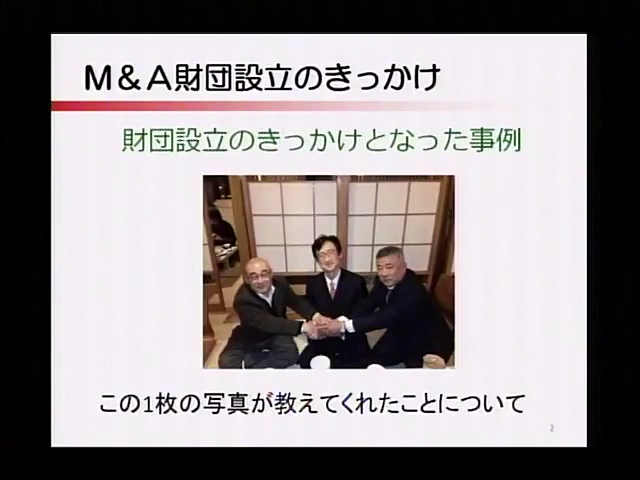 M&A財団設立のきっかけ
財団設立のきっかけとなった事例
この1枚の写真が教えてくれたことについて
2